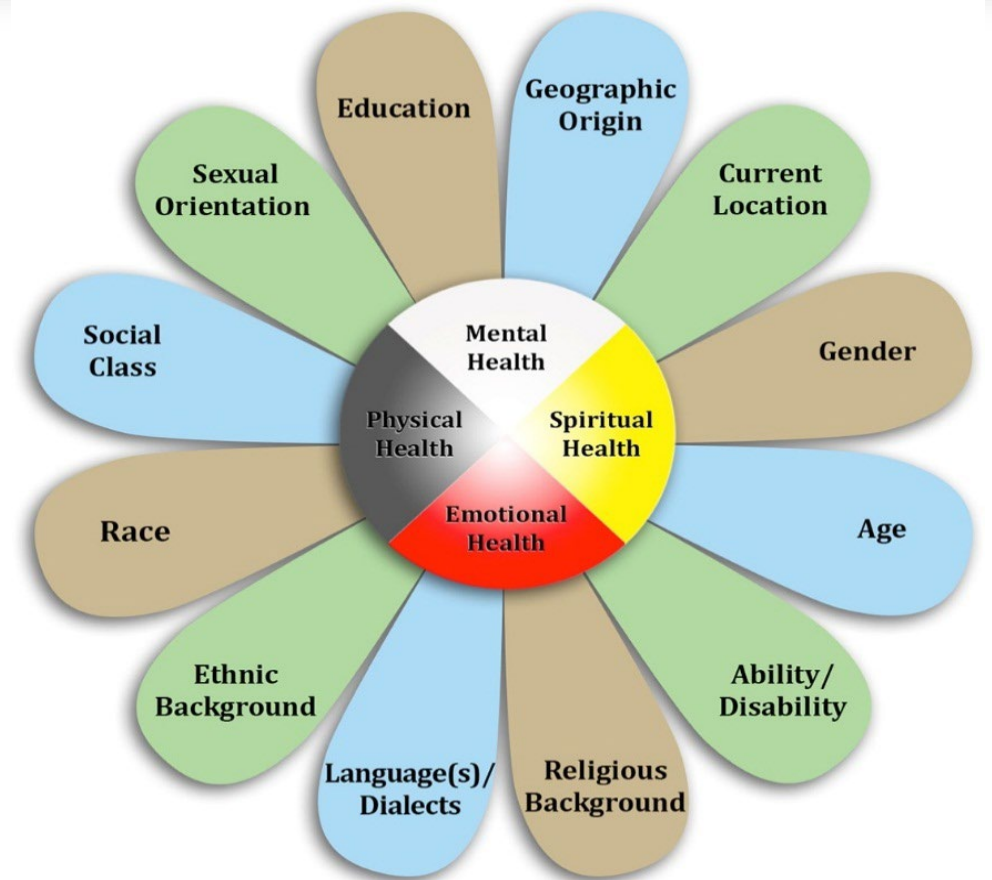 Education
Geographic
Origin
Current
Location
Gender
Age
Ability/
Disability
Religious
Background
Language(s)/
Dialects
Ethnic
Background
Race
Social
Class
Sexual
Orientation
Mental
Health
Spiritual
Health
Emotional
Health
Physical
Health